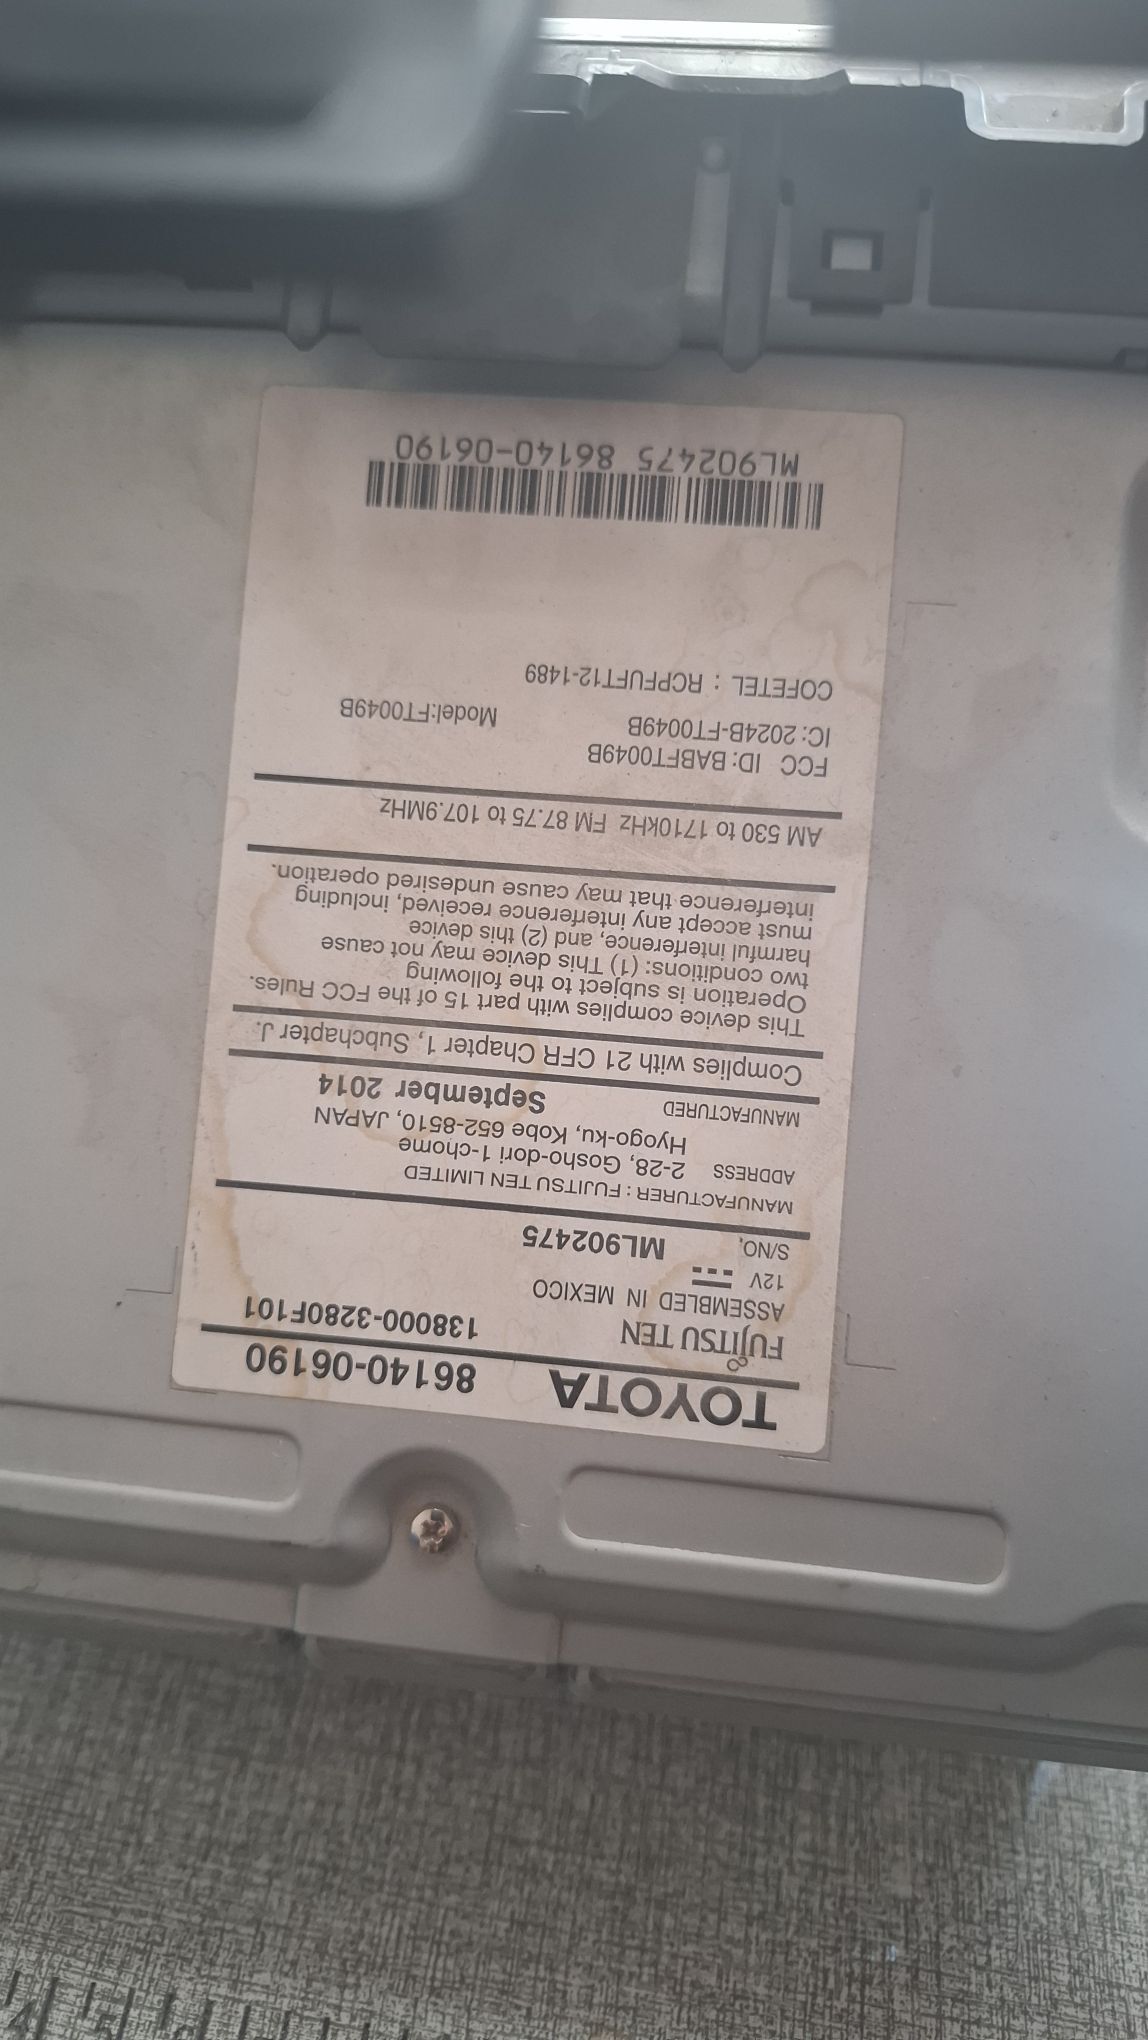 TOYOTA 86140-06190
FUJITSU TEN 138000-3280F101
ASSEMBLED IN MEXICO
12V
S/NO, ML902475
MANUFACTURER : FUJITSU TEN LIMITED
ADDRESS 2-28, Gosho-dori 1-chome
Hyogo-ku, Kobe 652-8510, JAPAN
MANUFACTURED September 2014
Complies with 21 CFR Chapter 1, Subchapter J.
This device complies with part 15 of the FCC Rules.
Operation is subject to the following
two conditions: (1) This device may not cause
harmful interference, and (2) this device
must accept any interference received, including
interference that may cause undesired operation.
AM 530 to 1710kHz FM 87.75 to 107.9MHz
FCC ID: BABFT0049B
IC: 2024B-FT0049B Model:FT0049B
COFETEL : RCPFUFT12-1489
ML902475 86140-06190
4 5